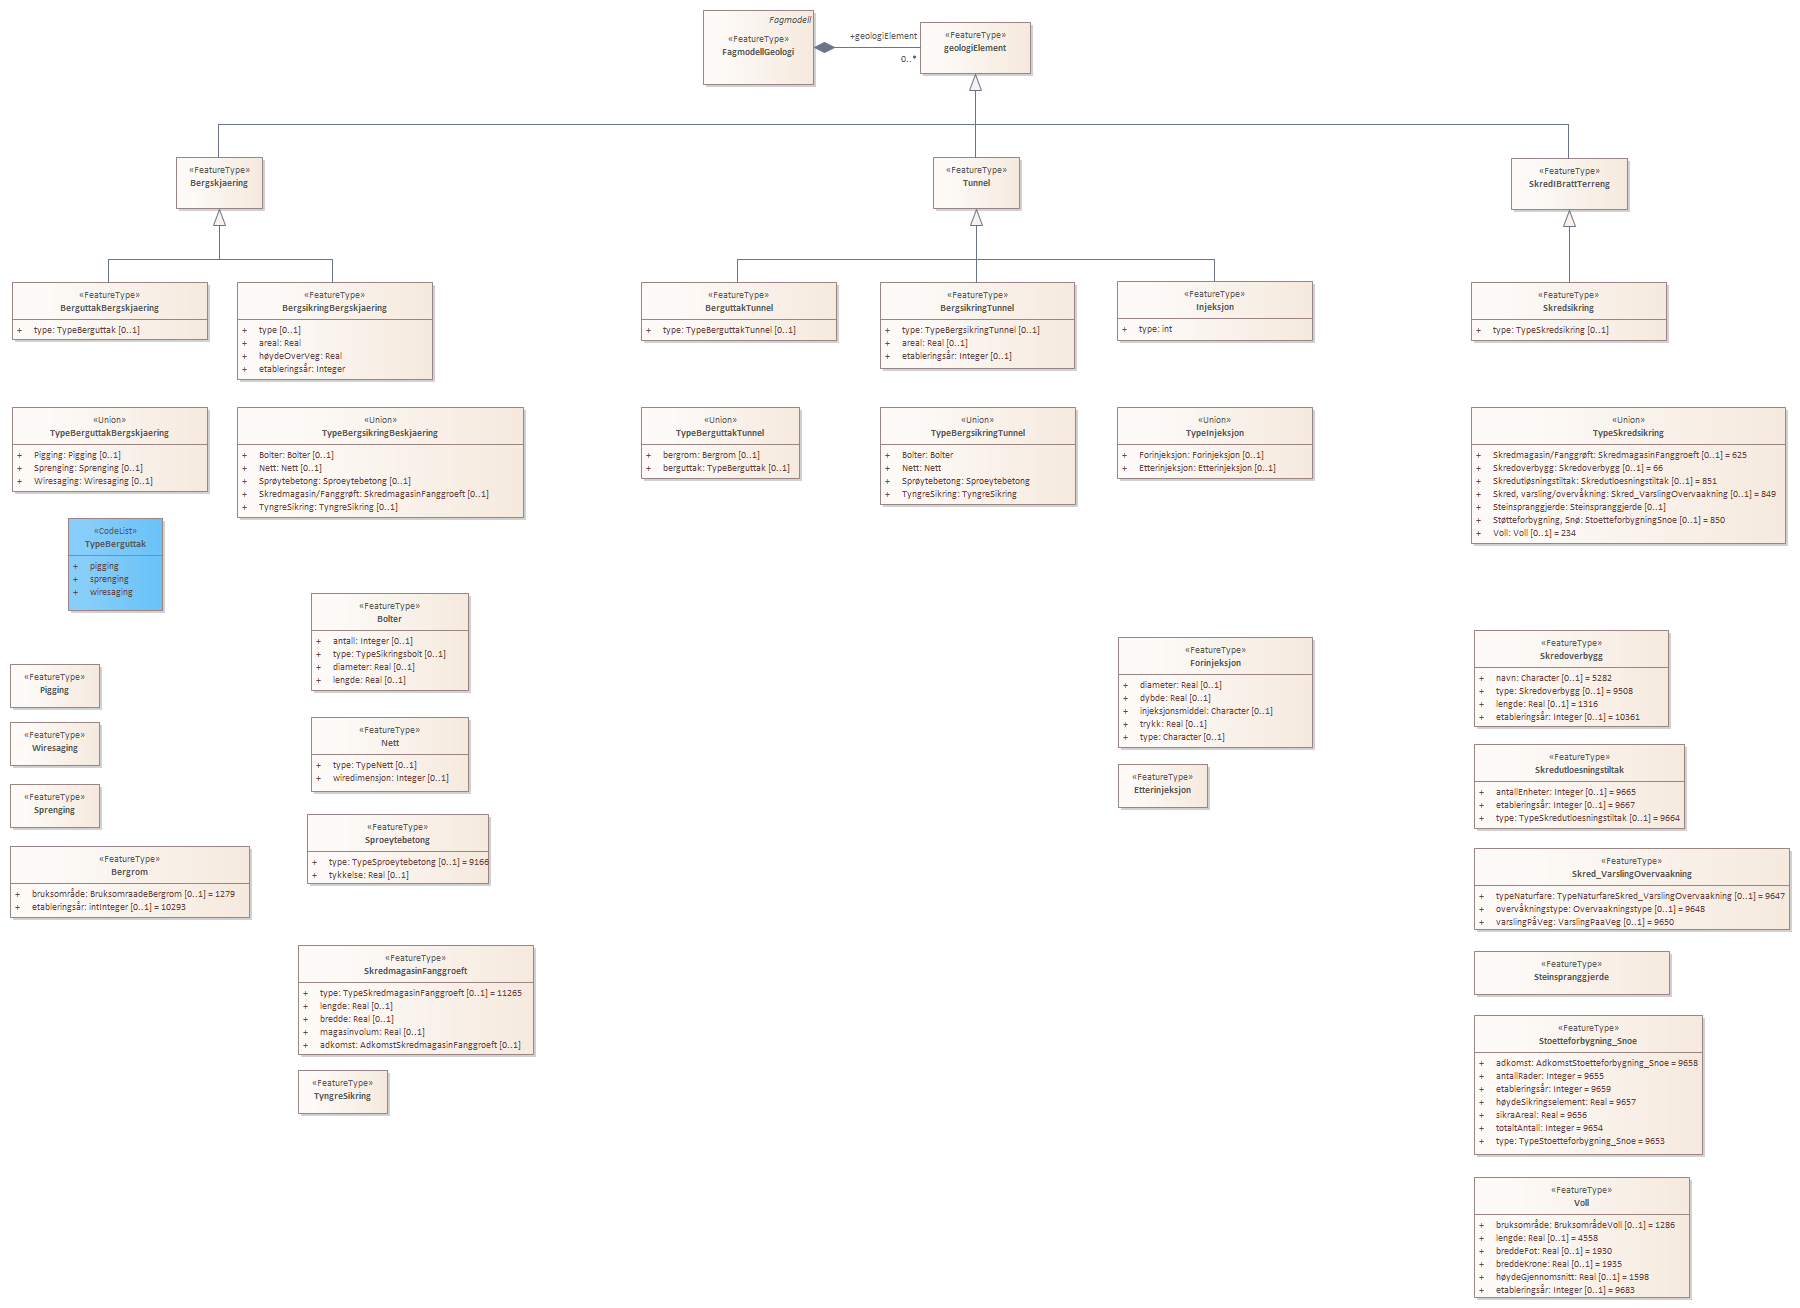 Fagmodell
«FeatureType»
FagmodellGeologi
+geologiElement
0..*
«FeatureType»
geologiElement
«FeatureType»
Bergskjaering
«FeatureType»
Tunnel
«FeatureType»
SkredIBrattTerreng
«FeatureType»
BerguttakBergskjaering
+ type: TypeBerguttak [0..1]
«FeatureType»
BergsikringBergskjaering
+ type [0..1]
+ areal: Real
+ høydeOverVeg: Real
+ etableringsår: Integer
«FeatureType»
BerguttakTunnel
+ type: TypeBerguttakTunnel [0..1]
«FeatureType»
BergsikringTunnel
+ type: TypeBergsikringTunnel [0..1]
+ areal: Real [0..1]
+ etableringsår: Integer [0..1]
«FeatureType»
Injeksjon
+ type: int
«FeatureType»
Skredsikring
+ type: TypeSkredsikring [0..1]
«Union»
TypeBerguttakBergskjaering
+ Pigging: Pigging [0..1]
+ Sprenging: Sprenging [0..1]
+ Wiresaging: Wiresaging [0..1]
«Union»
TypeBergsikringBeskjaering
+ Bolter: Bolter [0..1]
+ Nett: Nett [0..1]
+ Sprøytebetong: Sproeytebetong [0..1]
+ Skredmagasin/Fanggrøft: SkredmagasinFanggroeft [0..1]
+ TyngreSikring: TyngreSikring [0..1]
«Union»
TypeBerguttakTunnel
+ bergrom: Bergrom [0..1]
+ berguttak: TypeBerguttak [0..1]
«Union»
TypeBergsikringTunnel
+ Bolter: Bolter
+ Nett: Nett
+ Sprøytebetong: Sproeytebetong
+ TyngreSikring: TyngreSikring
«Union»
TypeInjeksjon
+ Forinjeksjon: Forinjeksjon [0..1]
+ Etterinjeksjon: Etterinjeksjon [0..1]
«Union»
TypeSkredsikring
+ Skredmagasin/Fanggrøft: SkredmagasinFanggroeft [0..1] = 625
+ Skredoverbygg: Skredoverbygg [0..1] = 66
+ Skredutløsningstiltak: Skredutloesningstiltak [0..1] = 851
+ Skred, varsling/overvåkning: Skred_VarslingOvervaakning [0..1] = 849
+ Steinspranggjerde: Steinspranggjerde [0..1]
+ Støtteforbygning, Snø: StoetteforbygningSnoe [0..1] = 850
+ Voll: Voll [0..1] = 234
«CodeList»
TypeBerguttak
+ pigging
+ sprenging
+ wiresaging
«FeatureType»
Pigging
«FeatureType»
Wiresaging
«FeatureType»
Sprenging
«FeatureType»
Bergrom
+ bruksområde: BruksomraadeBergrom [0..1] = 1279
+ etableringsår: intInteger [0..1] = 10293
«FeatureType»
Bolter
+ antall: Integer [0..1]
+ type: TypeSikringsbolt [0..1]
+ diameter: Real [0..1]
+ lengde: Real [0..1]
«FeatureType»
Nett
+ type: TypeNett [0..1]
+ wiredimensjon: Integer [0..1]
«FeatureType»
Sproeytebetong
+ type: TypeSproeytebetong [0..1] = 9166
+ tykkelse: Real [0..1]
«FeatureType»
SkredmagasinFanggroeft
+ type: TypeSkredmagasinFanggroeft [0..1] = 11265
+ lengde: Real [0..1]
+ bredde: Real [0..1]
+ magasinvolum: Real [0..1]
+ adkomst: AdkomstSkredmagasinFanggroeft [0..1]
«FeatureType»
TyngreSikring
«FeatureType»
Forinjeksjon
+ diameter: Real [0..1]
+ dybde: Real [0..1]
+ injeksjonsmiddel: Character [0..1]
+ trykk: Real [0..1]
+ type: Character [0..1]
«FeatureType»
Etterinjeksjon
«FeatureType»
Skredoverbygg
+ navn: Character [0..1] = 5282
+ type: Skredoverbygg [0..1] = 9508
+ lengde: Real [0..1] = 1316
+ etableringsår: Integer [0..1] = 10361
«FeatureType»
Skredutloesningstiltak
+ antallEnheter: Integer [0..1] = 9665
+ etableringsår: Integer [0..1] = 9667
+ type: TypeSkredutloesningstiltak [0..1] = 9664
«FeatureType»
Skred_VarslingOvervaakning
+ typeNaturfare: TypeNaturfareSkred_VarslingOvervaakning [0..1] = 9647
+ overvåkningstype: Overvaakningstype [0..1] = 9648
+ varslingPåVeg: VarslingPaaVeg [0..1] = 9650
«FeatureType»
Steinspranggjerde
«FeatureType»
Stoetteforbygning_Snoe
+ adkomst: AdkomstStoetteforbygning_Snoe = 9658
+ antallRader: Integer = 9655
+ etableringsår: Integer = 9659
+ høydeSikringselement: Real = 9657
+ sikraAreal: Real = 9656
+ totaltAntall: Integer = 9654
+ type: TypeStoetteforbygning_Snoe = 9653
«FeatureType»
Voll
+ bruksområde: BruksområdeVoll [0..1] = 1286
+ lengde: Real [0..1] = 4558
+ breddeFot: Real [0..1] = 1930
+ breddeKrone: Real [0..1] = 1935
+ høydeGjennomsnitt: Real [0..1] = 1598
+ etableringsår: Integer [0..1] = 9683